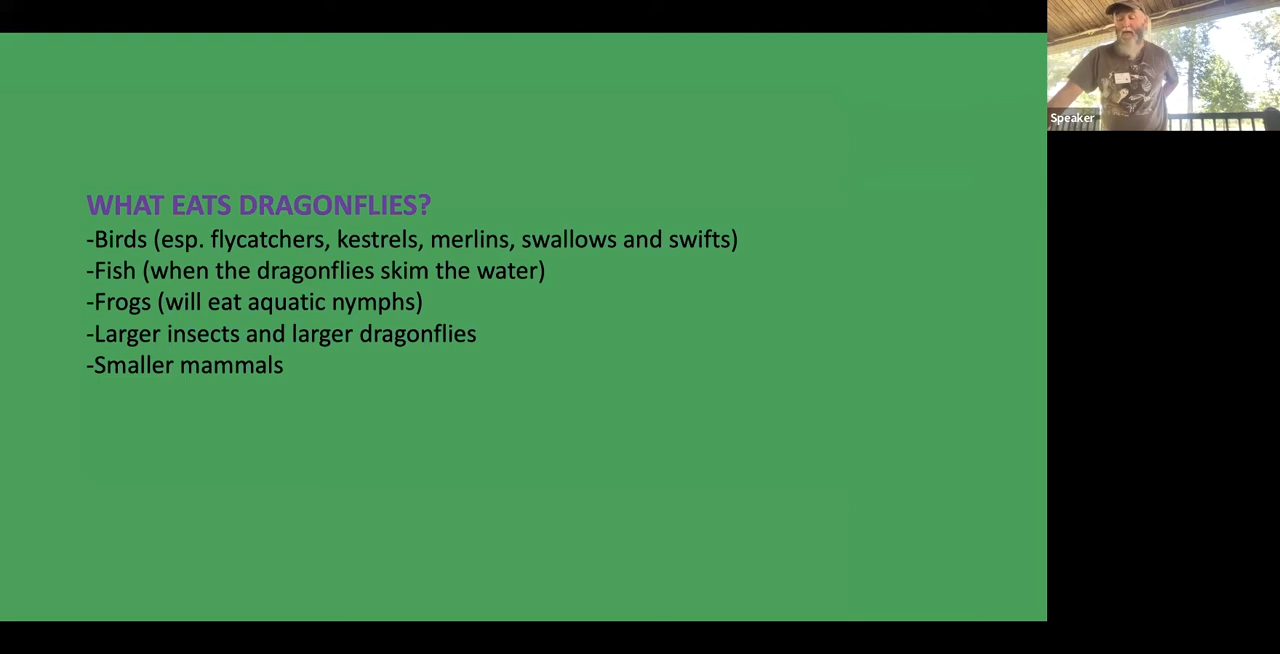 WHAT EATS DRAGONFLIES?
-Birds (esp. flycatchers, kestrels, merlins, swallows and swifts)
-Fish (when the dragonflies skim the water)
-Frogs (will eat aquatic nymphs)
-Larger insects and larger dragonflies
-Smaller mammals
Speaker